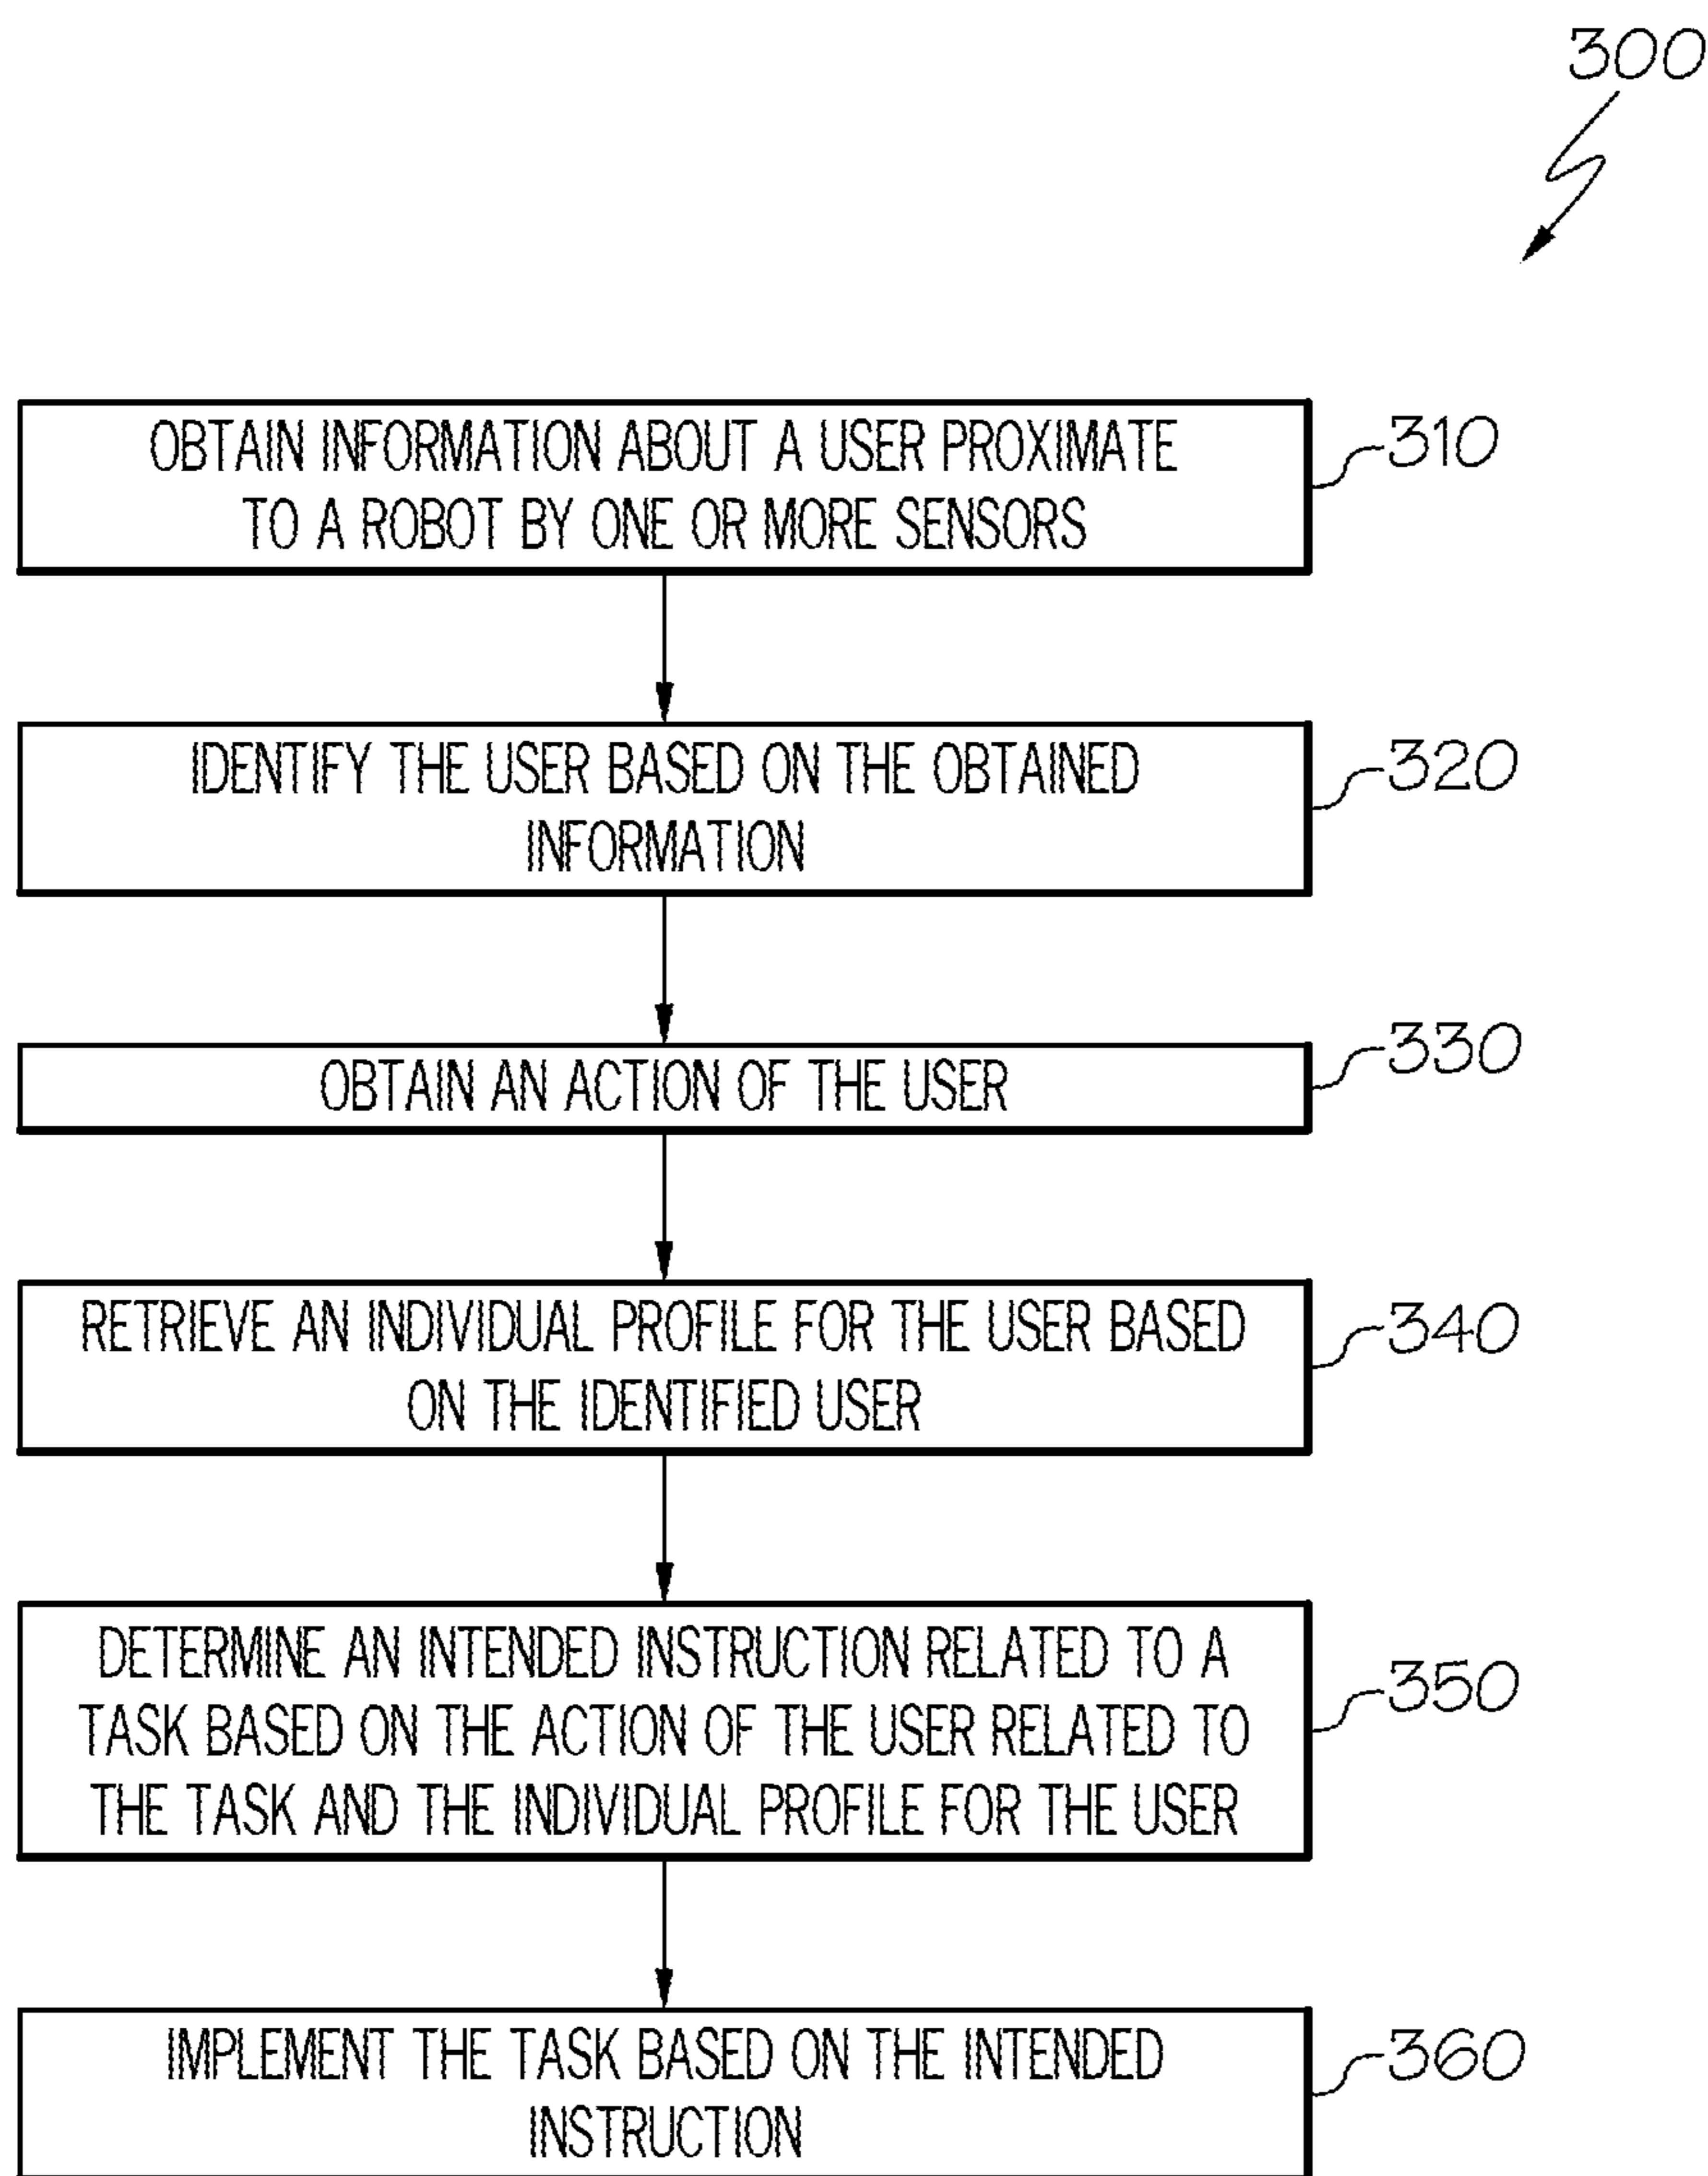 300
OBTAIN INFORMATION ABOUT A USER PROXIMATE
TO A ROBOT BY ONE OR MORE SENSORS
310
IDENTIFY THE USER BASED ON THE OBTAINED
INFORMATION
320
OBTAIN AN ACTION OF THE USER
330
RETRIEVE AN INDIVIDUAL PROFILE FOR THE USER BASED
ON THE IDENTIFIED USER
340
DETERMINE AN INTENDED INSTRUCTION RELATED TO A
TASK BASED ON THE ACTION OF THE USER RELATED TO
THE TASK AND THE INDIVIDUAL PROFILE FOR THE USER
350
IMPLEMENT THE TASK BASED ON THE INTENDED
INSTRUCTION
360